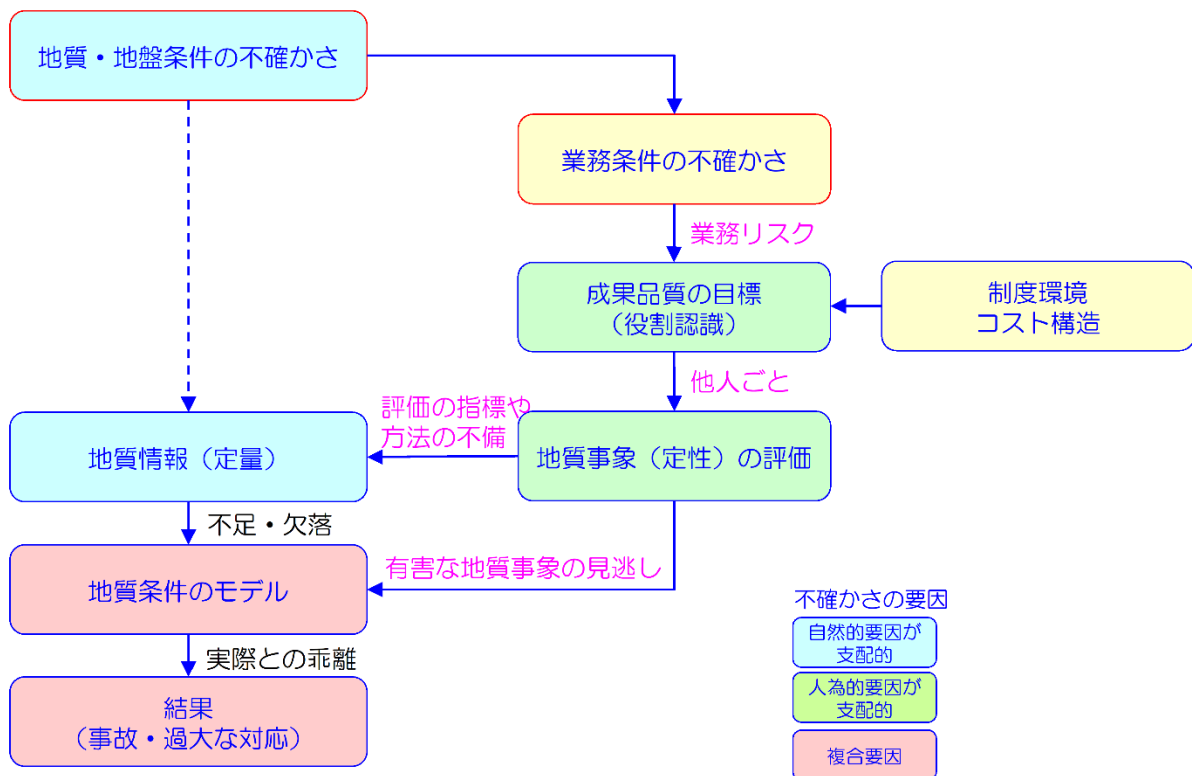 地質・地盤条件の不確かさ
業務条件の不確かさ
業務リスク
成果品質の目標
（役割認識）
制度環境
コスト構造
他人ごと
評価の指標や
方法の不備
地質情報（定量）
地質事象（定性）の評価
不足・欠落
有害な地質事象の見逃し
地質条件のモデル
実際との乖離
結果
（事故・過大な対応）
不確かさの要因
自然的要因が
支配的
人為的要因が
支配的
複合要因